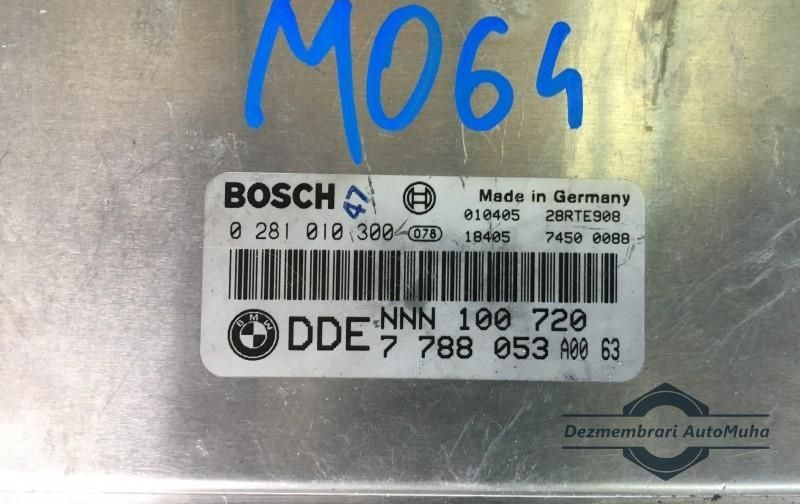 M064
BOSCH 47 Made in Germany
010405 28RTE908
0 281 010 300 078 18405 7450 0088
BMW DDE NNN 100 720
7 788 053 A00 63
Dezmembrari AutoMuha